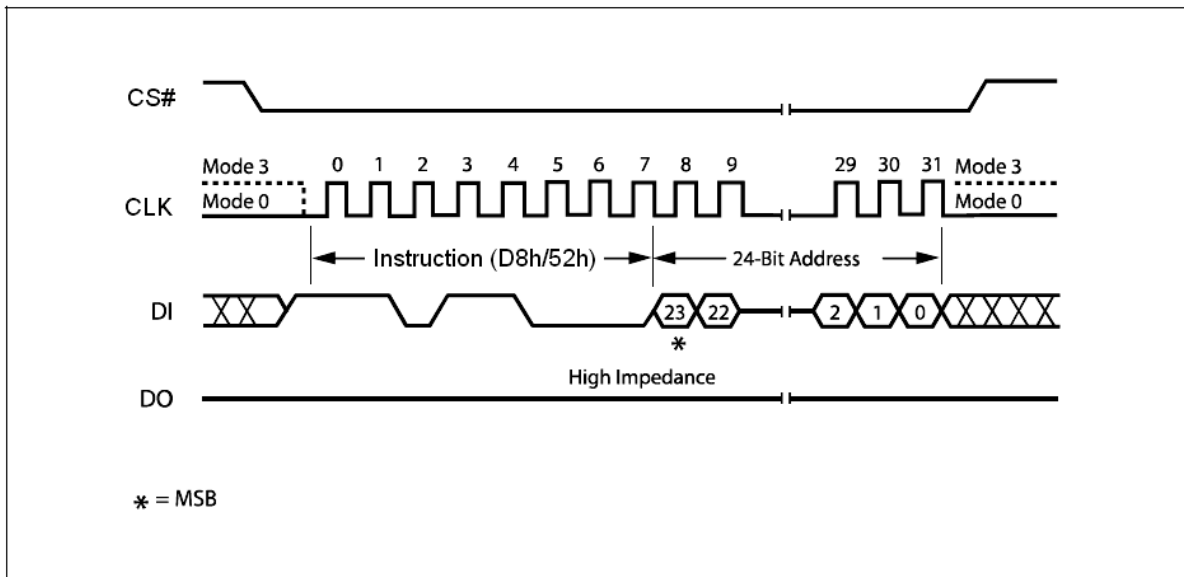 CS#
Mode 3 0 1 2 3 4 5 6 7 8 9 29 30 31 Mode 3
CLK Mode 0 Mode 0
Instruction (D8h/52h) 24-Bit Address
DI 23 22 2 1 0
*
High Impedance
DO
* = MSB